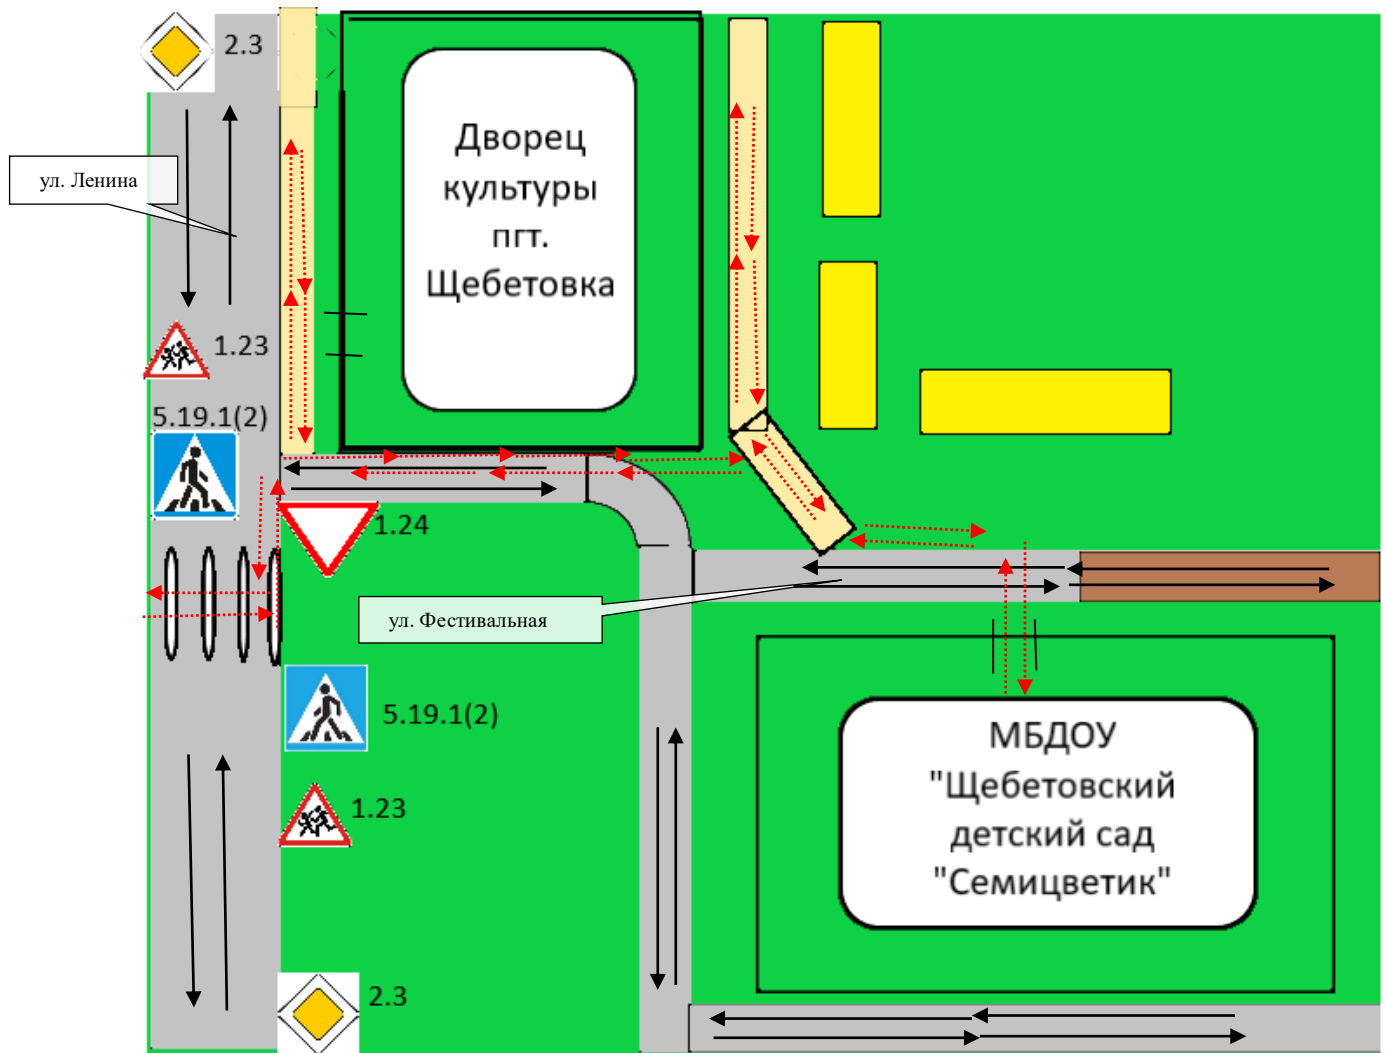 2.3
Дворец
культуры
пгт.
Щебетовка
ул. Ленина
1.23
5.19.1(2)
1.24
ул. Фестивальная
5.19.1(2)
МБДОУ
"Щебетовский
детский сад
"Семицветик"
1.23
2.3